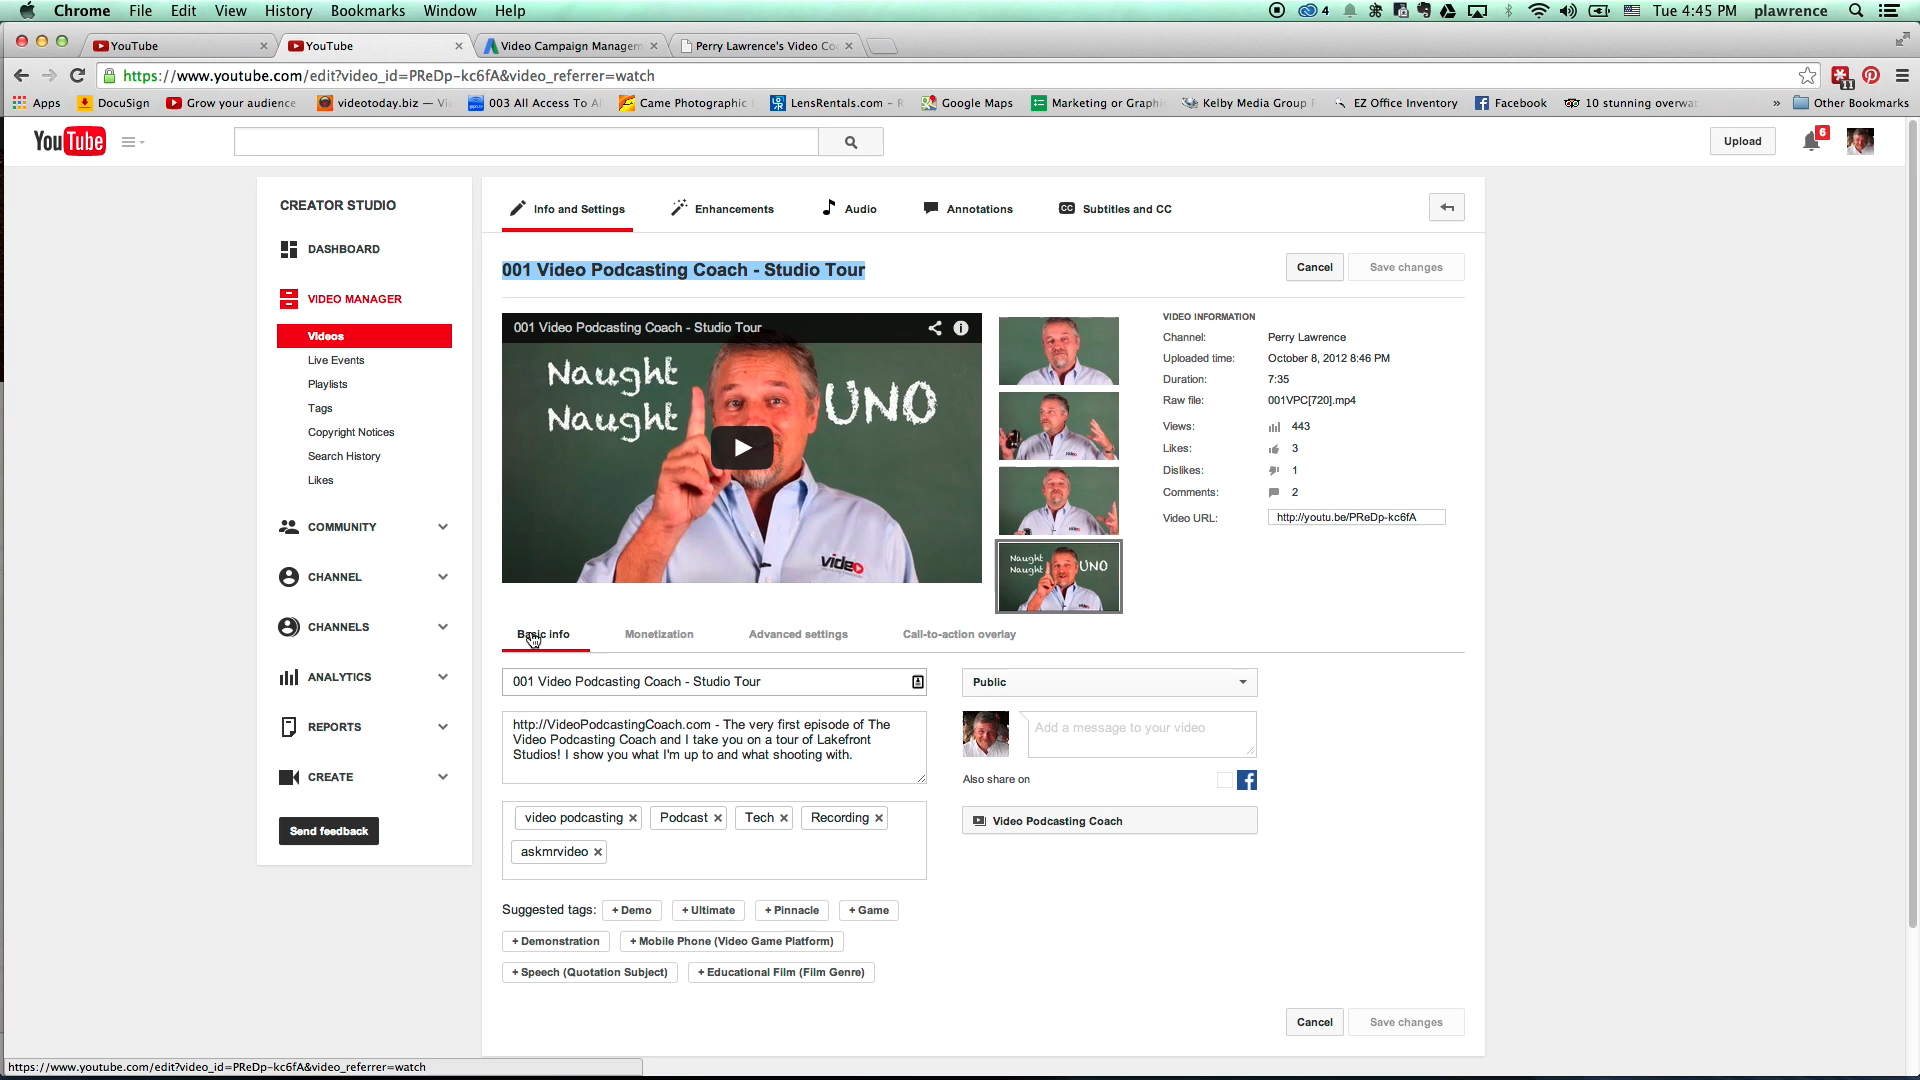 Chrome File Edit View History Bookmarks Window Help 4 Tue 4:45 PM plawrence
YouTube YouTube Video Campaign Managem Perry Lawrence's Video Co
https://www.youtube.com/edit?video_id=PReDp-kc6fA&video_referrer=watch 11
Apps DocuSign Grow your audience videotoday.biz — Vi 003 All Access To A Came Photographic LensRentals.com - R Google Maps Marketing or Graphi Kelby Media Group EZ Office Inventory Facebook 10 stunning overwat » Other Bookmarks
YouTube Upload 6
CREATOR STUDIO
DASHBOARD
VIDEO MANAGER
Videos
Live Events
Playlists
Tags
Copyright Notices
Search History
Likes
COMMUNITY
CHANNEL
CHANNELS
ANALYTICS
REPORTS
CREATE
Send feedback
Info and Settings Enhancements Audio Annotations CC Subtitles and CC
001 Video Podcasting Coach - Studio Tour Cancel Save changes
001 Video Podcasting Coach - Studio Tour
Naught
Naught UNO
video
Naught
Naught UNO
VIDEO INFORMATION
Channel: Perry Lawrence
Uploaded time: October 8, 2012 8:46 PM
Duration: 7:35
Raw file: 001VPC[720].mp4
Views: 443
Likes: 3
Dislikes: 1
Comments: 2
Video URL: http://youtu.be/PReDp-kc6fA
Basic info Monetization Advanced settings Call-to-action overlay
001 Video Podcasting Coach - Studio Tour
http://VideoPodcastingCoach.com - The very first episode of The
Video Podcasting Coach and I take you on a tour of Lakefront
Studios! I show you what I'm up to and what shooting with.
video podcasting × Podcast × Tech × Recording ×
askmrvideo ×
Public
Add a message to your video
Also share on f
Video Podcasting Coach
Suggested tags: + Demo + Ultimate + Pinnacle + Game
+ Demonstration + Mobile Phone (Video Game Platform)
+ Speech (Quotation Subject) + Educational Film (Film Genre)
Cancel Save changes
https://www.youtube.com/edit?video_id=PReDp-kc6fA&video_referrer=watch